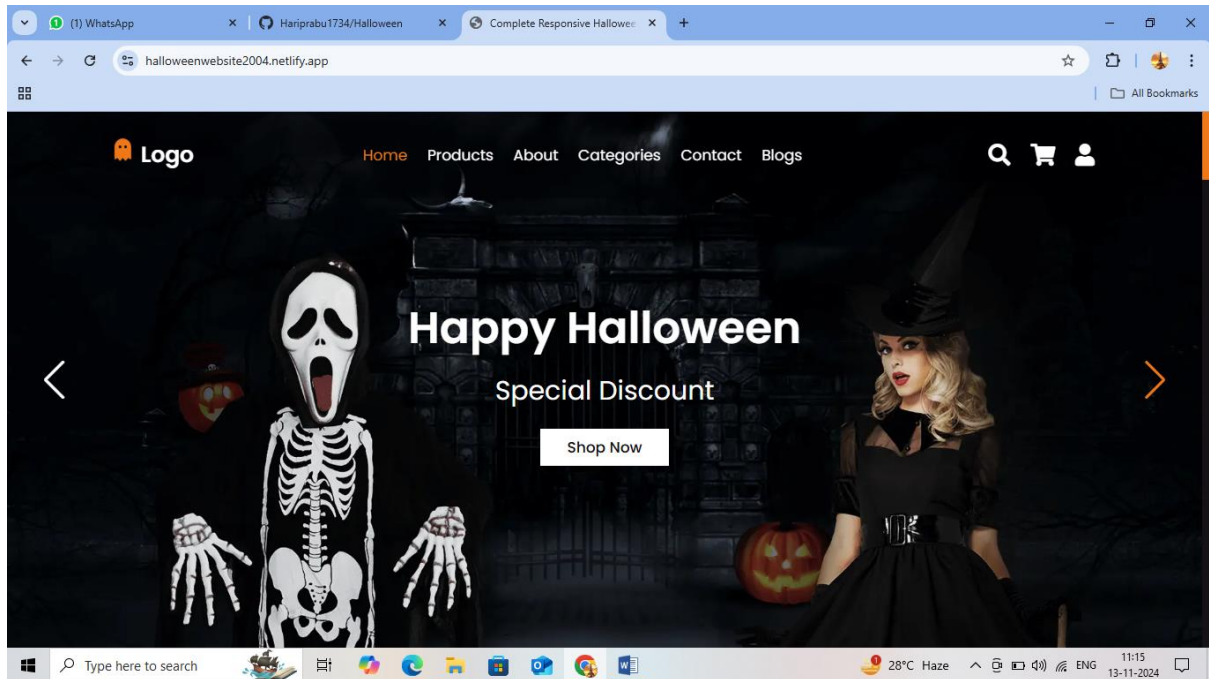 (1) WhatsApp
Hariprabu1734/Halloween
Complete Responsive Hallowee
halloweenwebsite2004.netlify.app
All Bookmarks
Logo Home Products About Categories Contact Blogs
Happy Halloween
Special Discount
Shop Now
Type here to search 28°C Haze ENG 11:15
13-11-2024